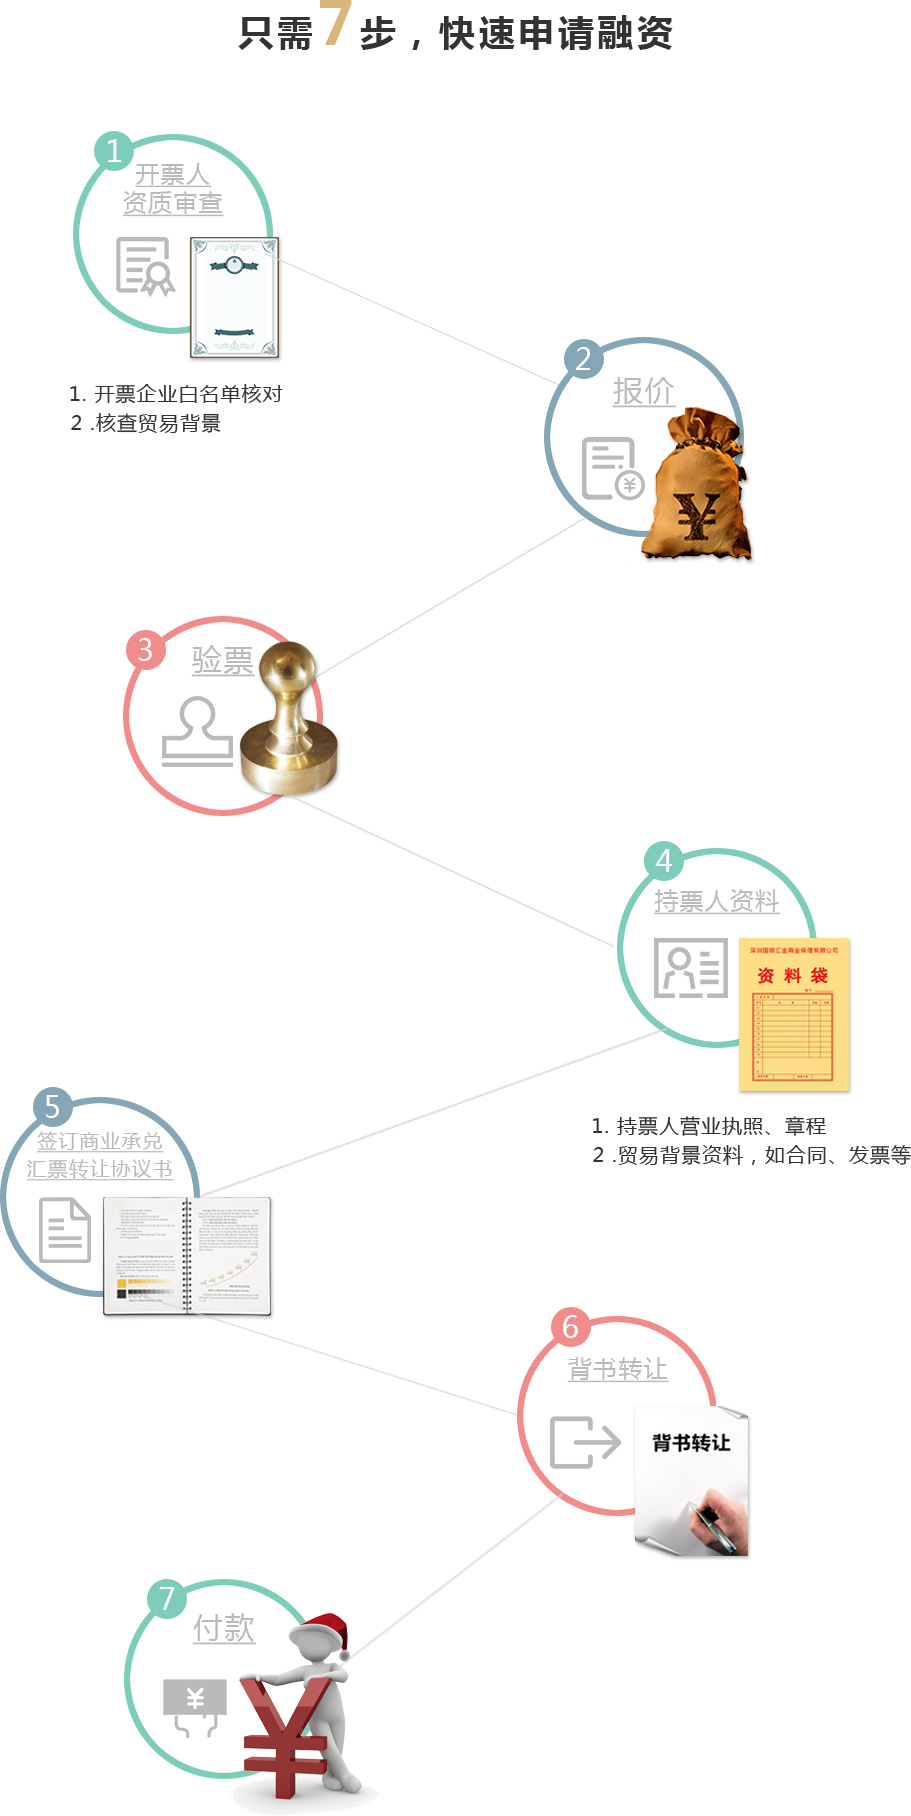 只需7步，快速申请融资
1
开票人
资质审查
1. 开票企业白名单核对
2 .核查贸易背景
2
报价
¥
¥
3
验票
4
持票人资料
资 料 袋
1. 持票人营业执照、章程
2 .贸易背景资料，如合同、发票等
5
签订商业承兑
汇票转让协议书
6
背书转让
背书转让
7
付款
¥
¥